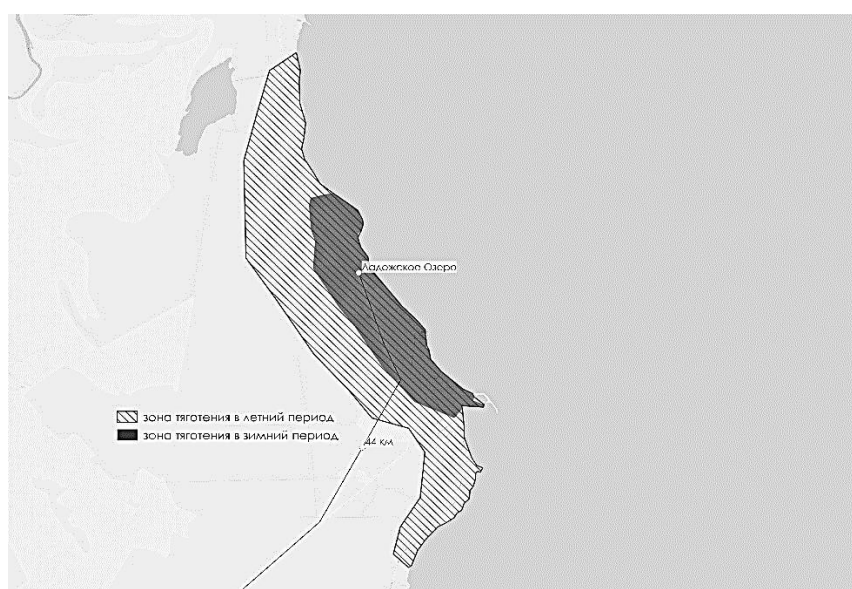 Ладожское Озеро
зона тяготения в летний период
зона тяготения в зимний период
44 км